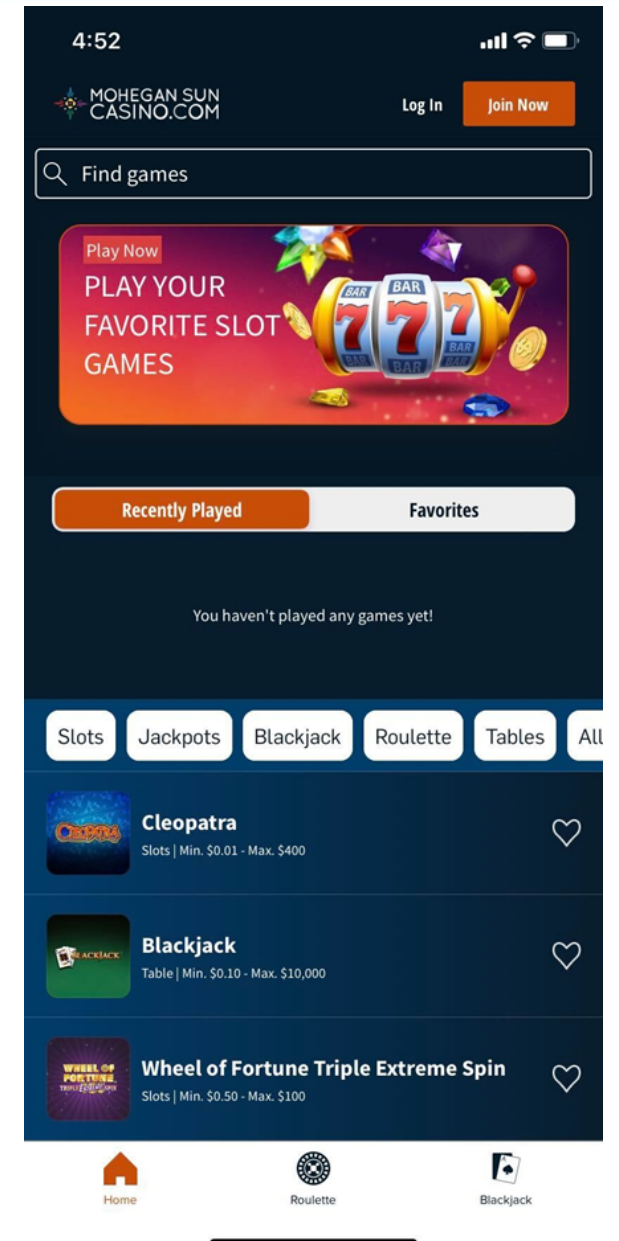 4:52
MOHEGAN SUN
CASINO.COM
Log In
Join Now
Find games
Play Now
PLAY YOUR
FAVORITE SLOT
GAMES
BAR BAR
7 7 7
BAR BAR BAR BAR
Recently Played
Favorites
You haven't played any games yet!
Slots
Jackpots
Blackjack
Roulette
Tables
All
CLEOPATRA
Cleopatra
Slots | Min. $0.01 - Max. $400
BLACKJACK
Blackjack
Table | Min. $0.10 - Max. $10,000
WHEEL OF
FORTUNE
TRIPLE EXTREME SPIN
Wheel of Fortune Triple Extreme Spin
Slots | Min. $0.50 - Max. $100
Home
Roulette
Blackjack